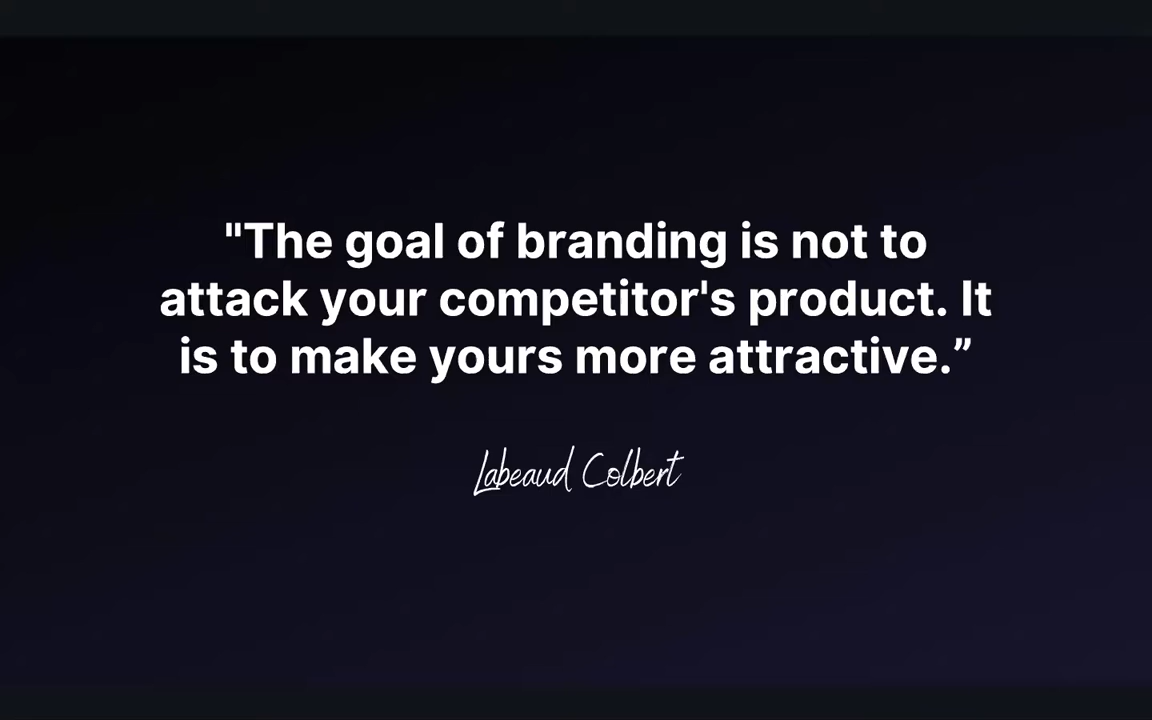 "The goal of branding is not to
attack your competitor's product. It
is to make yours more attractive.”
Labeaud Colbert